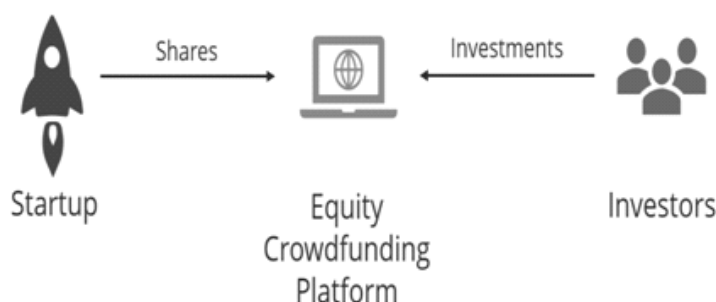 Shares
Investments
Startup
Equity
Crowdfunding
Platform
Investors